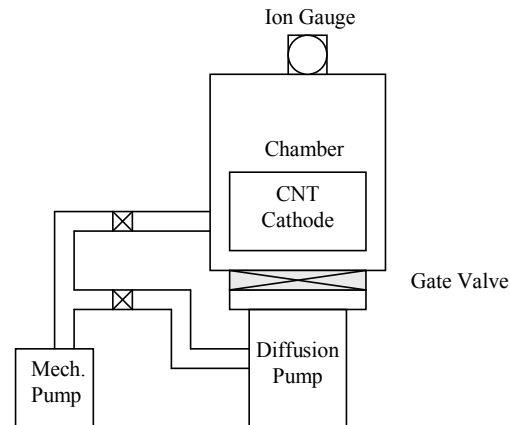 Ion Gauge
Chamber
CNT
Cathode
Gate Valve
Diffusion
Pump
Mech.
Pump